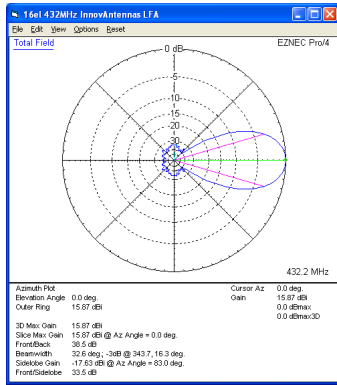 16el 432MHz InnovAntennas LFA
File Edit View Options Reset
Total Field
EZNEC Pro/4
0 dB
-5
-10
-15
-20
-30
432.2 MHz
Azimuth Plot
Elevation Angle 0.0 deg.
Outer Ring 15.87 dBi
Cursor Az 0.0 deg.
Gain 15.87 dBi
0.0 dBmax
0.0 dBmax3D
3D Max Gain 15.87 dBi
Slice Max Gain 15.87 dBi @ Az Angle = 0.0 deg.
Front/Back 38.5 dB
Beamwidth 32.6 deg.; -3dB @ 343.7, 16.3 deg.
Sidelobe Gain -17.63 dBi @ Az Angle = 83.0 deg.
Front/Sidelobe 33.5 dB